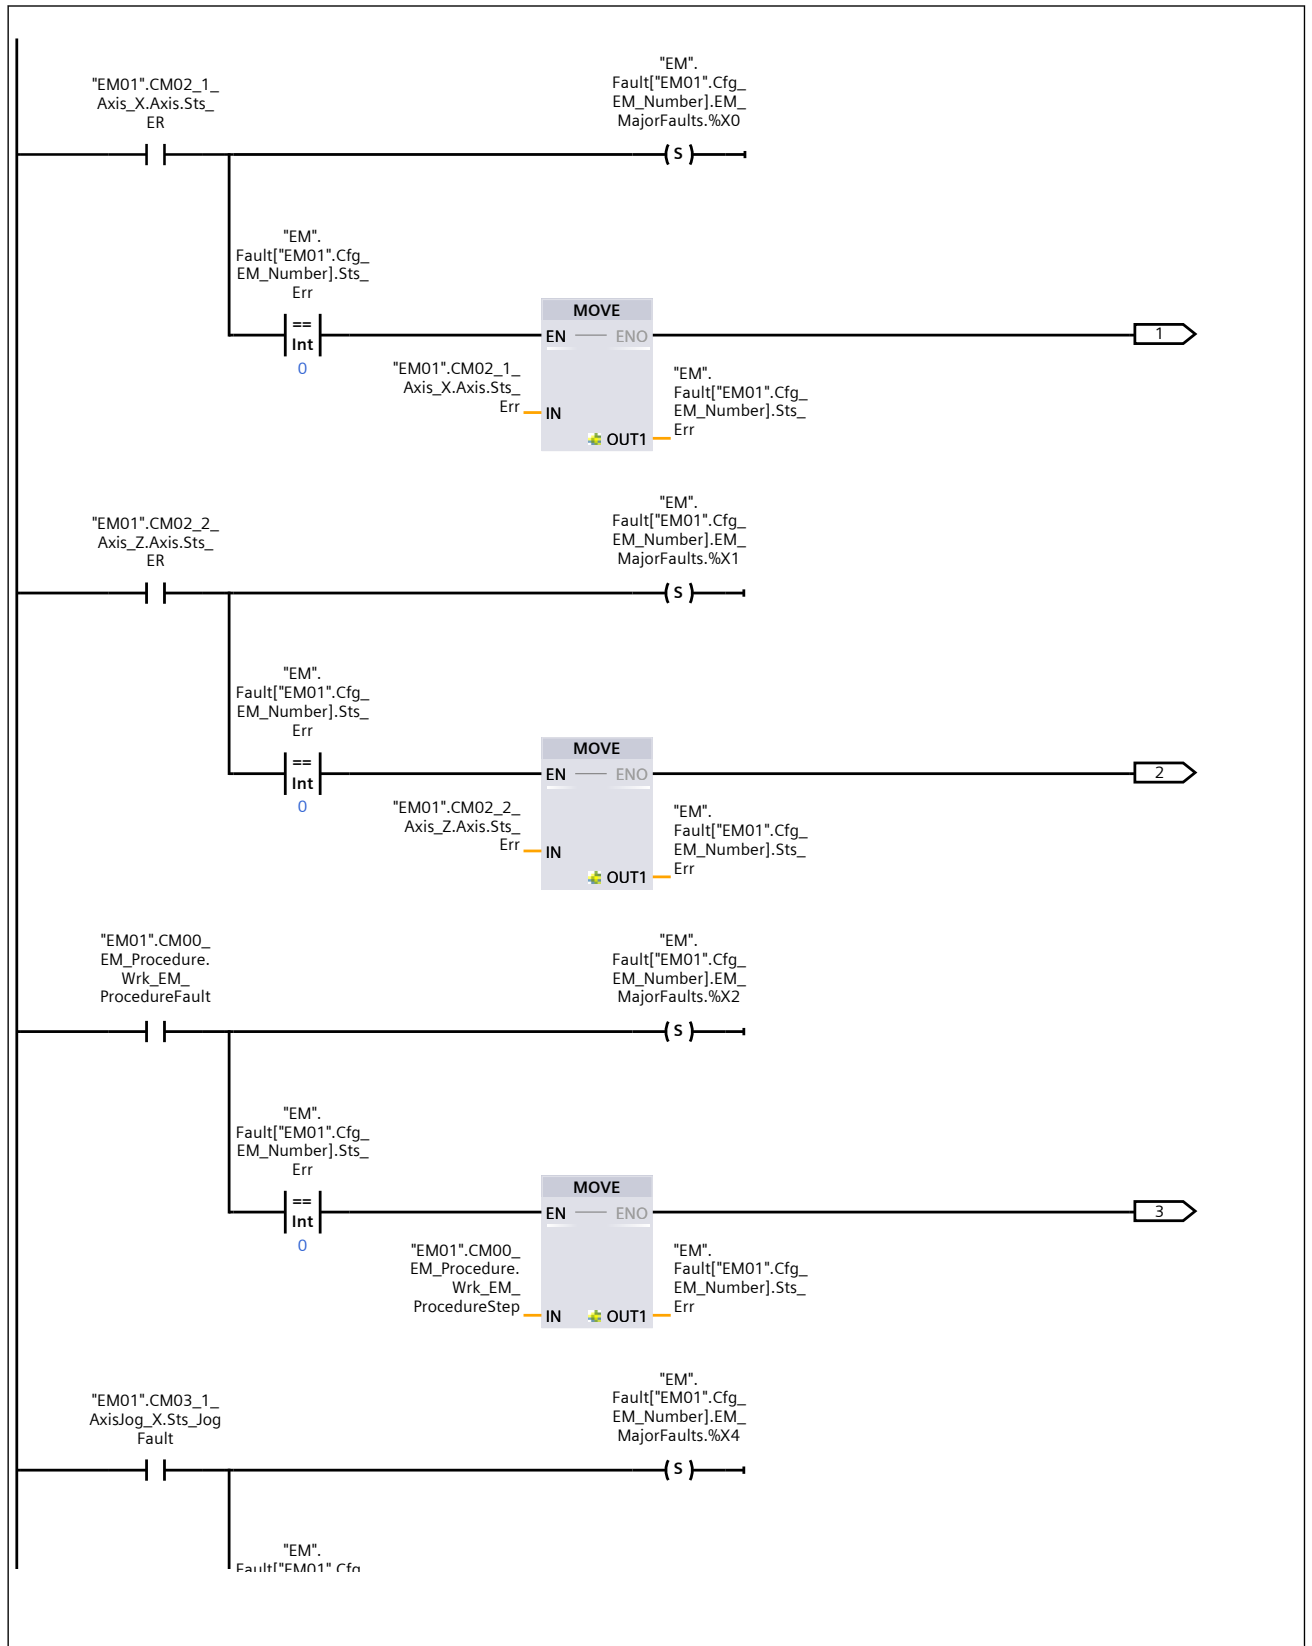 "EM01".CM02_1_
Axis_X.Axis.Sts_
ER
"EM".
Fault["EM01".Cfg_
EM_Number].EM_
MajorFaults.%X0
S
"EM".
Fault["EM01".Cfg_
EM_Number].Sts_
Err
==
Int
0
MOVE
EN
ENO
1
"EM01".CM02_1_
Axis_X.Axis.Sts_
Err
IN
OUT1
"EM".
Fault["EM01".Cfg_
EM_Number].Sts_
Err
"EM01".CM02_2_
Axis_Z.Axis.Sts_
ER
"EM".
Fault["EM01".Cfg_
EM_Number].EM_
MajorFaults.%X1
S
"EM".
Fault["EM01".Cfg_
EM_Number].Sts_
Err
==
Int
0
MOVE
EN
ENO
2
"EM01".CM02_2_
Axis_Z.Axis.Sts_
Err
IN
OUT1
"EM".
Fault["EM01".Cfg_
EM_Number].Sts_
Err
"EM01".CM00_
EM_Procedure.
Wrk_EM_
ProcedureFault
"EM".
Fault["EM01".Cfg_
EM_Number].EM_
MajorFaults.%X2
S
"EM".
Fault["EM01".Cfg_
EM_Number].Sts_
Err
==
Int
0
MOVE
EN
ENO
3
"EM01".CM00_
EM_Procedure.
Wrk_EM_
ProcedureStep
IN
OUT1
"EM".
Fault["EM01".Cfg_
EM_Number].Sts_
Err
"EM01".CM03_1_
AxisJog_X.Sts_Jog
Fault
"EM".
Fault["EM01".Cfg_
EM_Number].EM_
MajorFaults.%X4
S
"EM".
Fault["EM01".Cfg